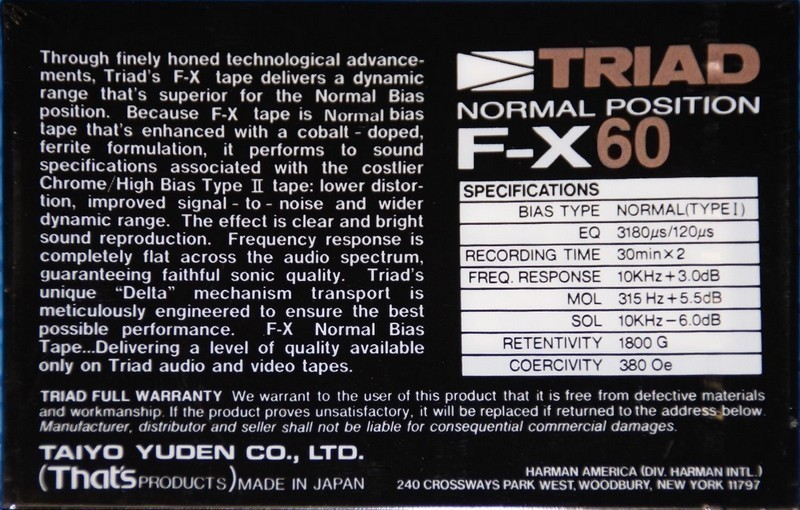 Through finely honed technological advance-
ments, Triad's F-X tape delivers a dynamic
range that's superior for the Normal Bias
position. Because F-X tape is Normal bias
tape that's enhanced with a cobalt - doped,
ferrite formulation, it performs to sound
specifications associated with the costlier
Chrome/High Bias Type II tape: lower distor-
tion, improved signal - to - noise and wider
dynamic range. The effect is clear and bright
sound reproduction. Frequency response is
completely flat across the audio spectrum,
guaranteeing faithful sonic quality. Triad's
unique "Delta" mechanism transport is
meticulously engineered to ensure the best
possible performance. F-X Normal Bias
Tape...Delivering a level of quality available
only on Triad audio and video tapes.
TRIAD
NORMAL POSITION
F-X 60
SPECIFICATIONS
BIAS TYPE NORMAL(TYPE I)
EQ 3180μs/120μs
RECORDING TIME 30min×2
FREQ. RESPONSE 10KHz+3.0dB
MOL 315 Hz+5.5dB
SOL 10KHz−6.0dB
RETENTIVITY 1800 G
COERCIVITY 380 Oe
TRIAD FULL WARRANTY We warrant to the user of this product that it is free from defective materials
and workmanship. If the product proves unsatisfactory, it will be replaced if returned to the address below.
Manufacturer, distributor and seller shall not be liable for consequential commercial damages.
TAIYO YUDEN CO., LTD.
(That's PRODUCTS) MADE IN JAPAN
HARMAN AMERICA (DIV. HARMAN INTL.)
240 CROSSWAYS PARK WEST, WOODBURY, NEW YORK 11797